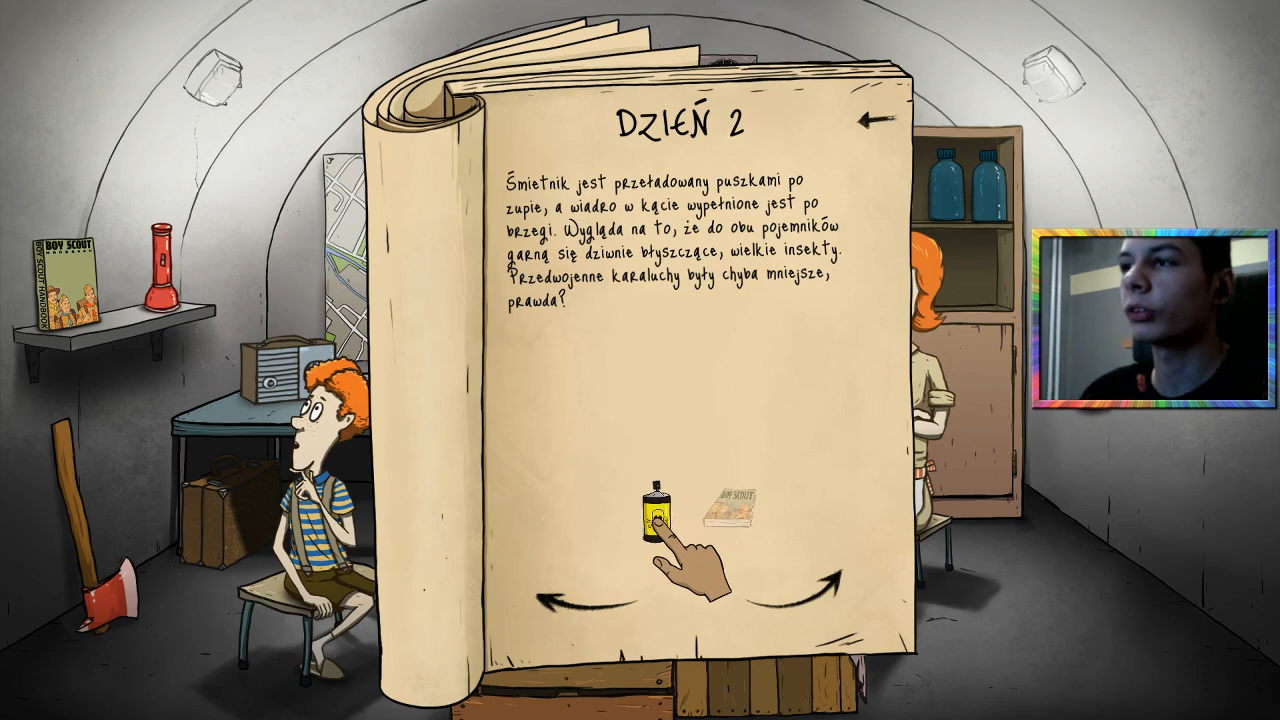 DZIEŃ 2
Śmietnik jest przeładowany puszkami po
zupie, a wiadro w kącie wypełnione jest po
brzegi. Wygląda na to, że do obu pojemników
garną się dziwnie błyszczące, wielkie insekty.
Przedwojenne karaluchy były chyba mniejsze,
prawda?
BOY SCOUT
HANDBOOK
BOY SCOUT HANDBOOK
BOY SCOUT